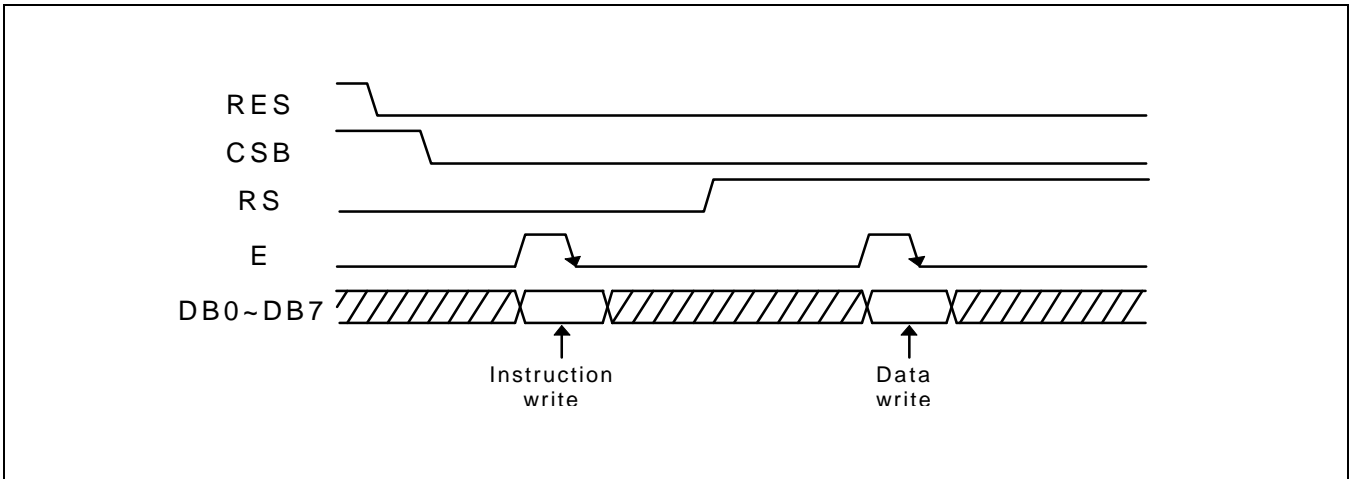 RES
CSB
RS
E
DB0~DB7
Instruction
write
Data
write